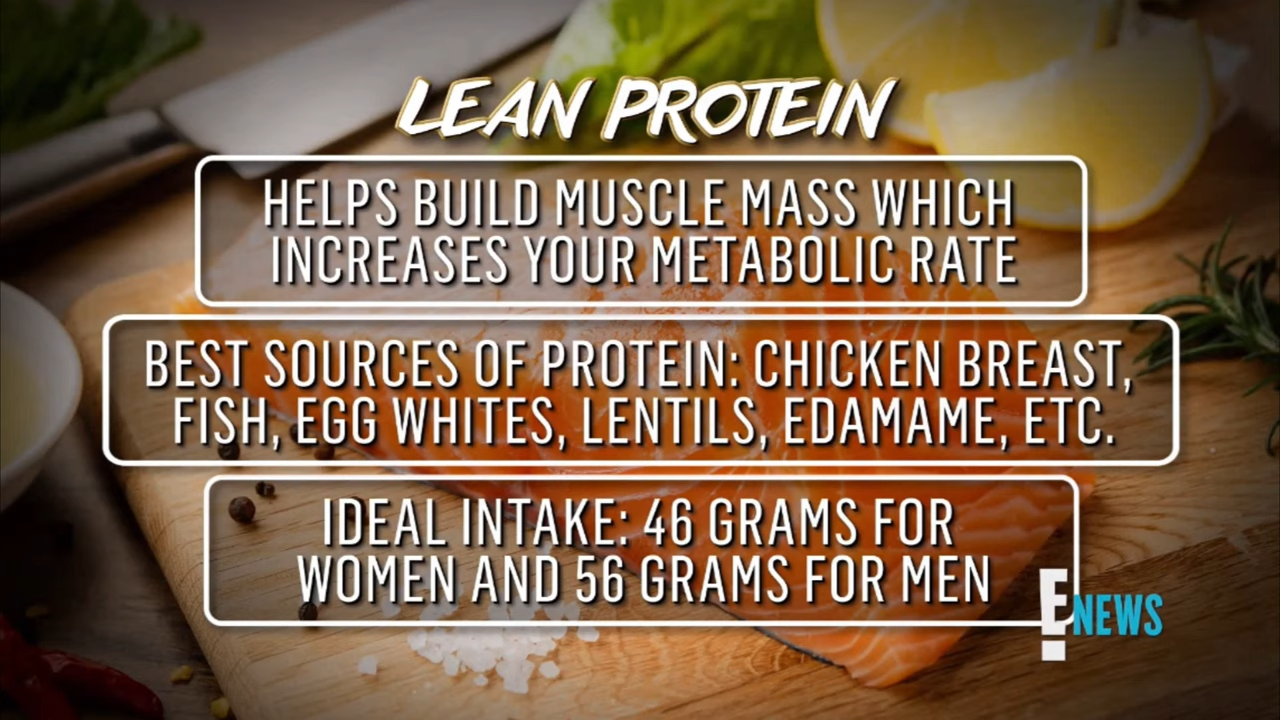 LEAN PROTEIN
HELPS BUILD MUSCLE MASS WHICH
INCREASES YOUR METABOLIC RATE
BEST SOURCES OF PROTEIN: CHICKEN BREAST,
FISH, EGG WHITES, LENTILS, EDAMAME, ETC.
IDEAL INTAKE: 46 GRAMS FOR
WOMEN AND 56 GRAMS FOR MEN
E! NEWS